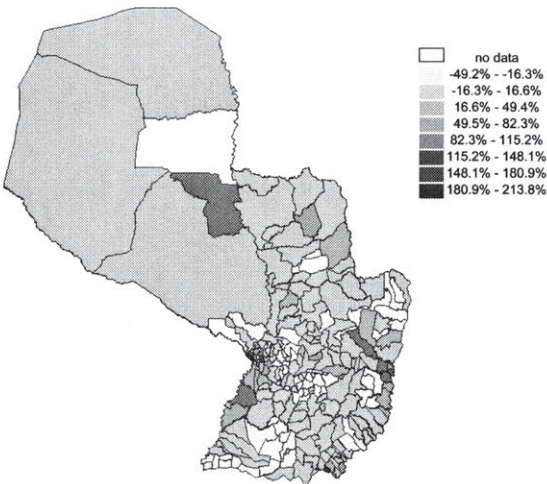 no data
-49.2% - -16.3%
-16.3% - 16.6%
16.6% - 49.4%
49.5% - 82.3%
82.3% - 115.2%
115.2% - 148.1%
148.1% - 180.9%
180.9% - 213.8%